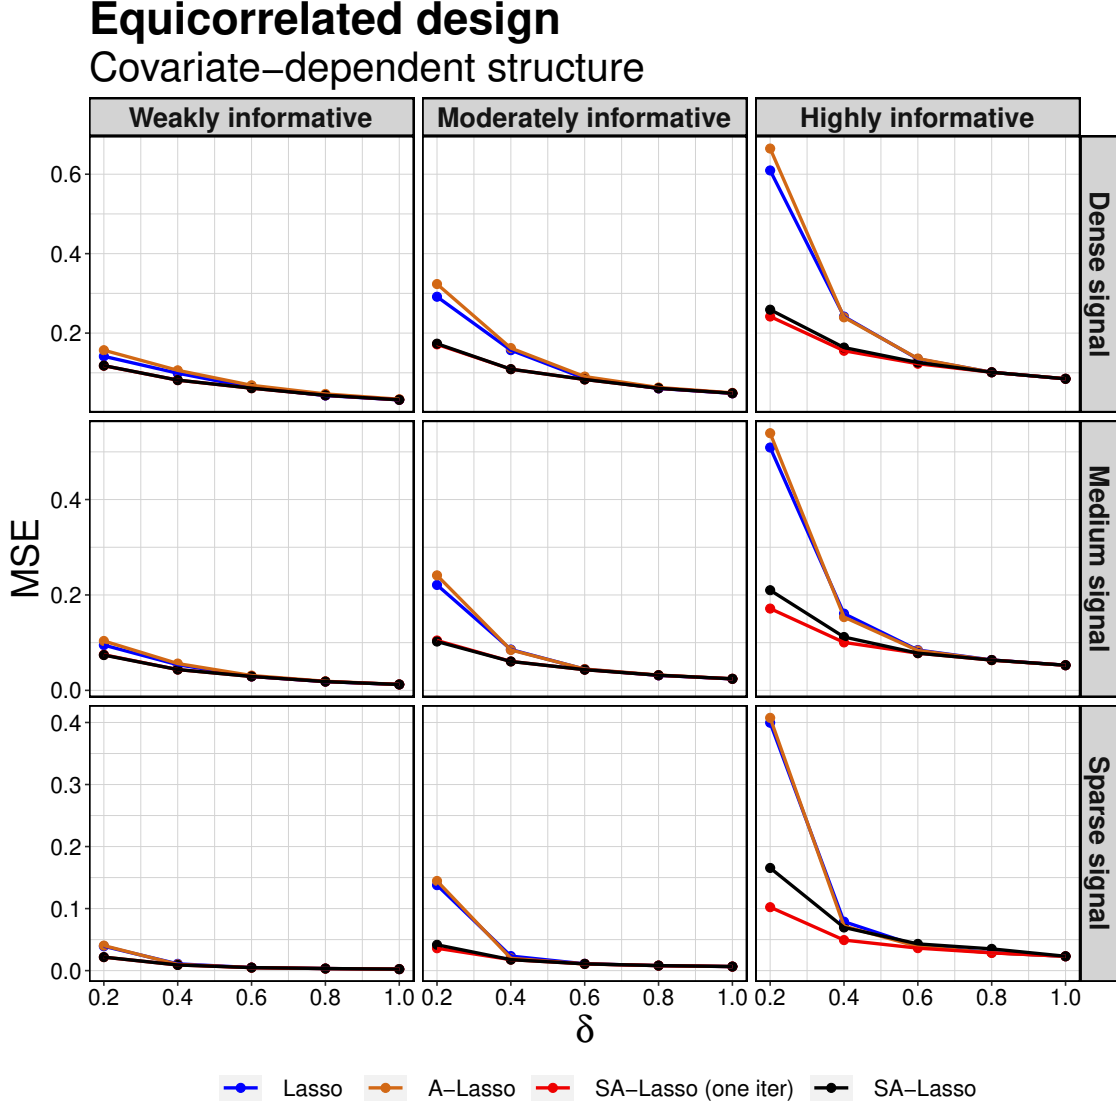 Equicorrelated design
Covariate−dependent structure
Weakly informative
Moderately informative
Highly informative
0.6
0.4
0.2
Dense signal
MSE
0.4
0.2
0.0
Medium signal
0.4
0.3
0.2
0.1
0.0
Sparse signal
0.2 0.4 0.6 0.8 1.0
0.2 0.4 0.6 0.8 1.0
0.2 0.4 0.6 0.8 1.0
δ
Lasso
A−Lasso
SA−Lasso (one iter)
SA−Lasso